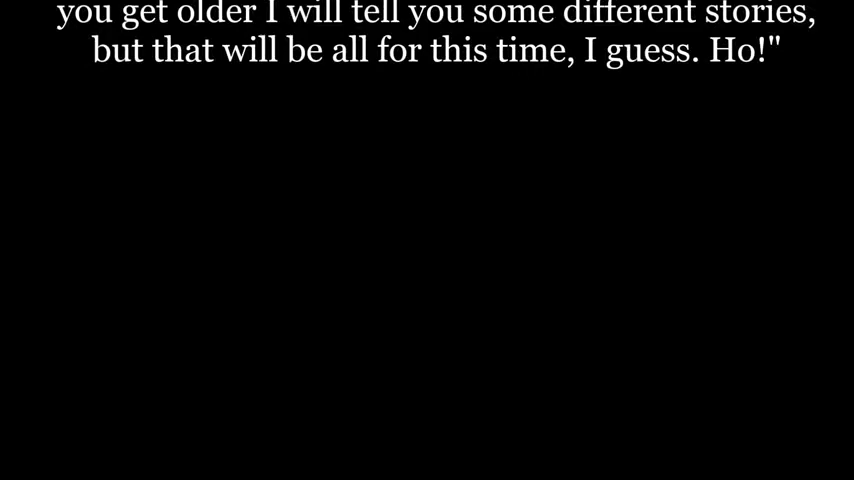 you get older I will tell you some different stories,
but that will be all for this time, I guess. Ho!"